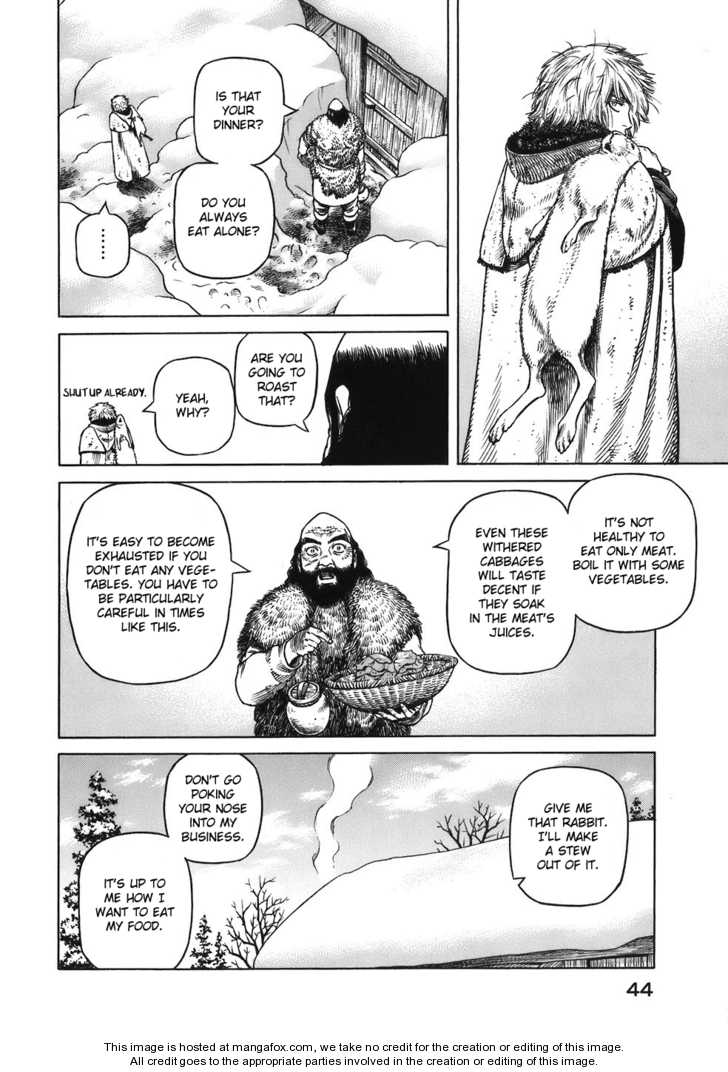 IS THAT
YOUR
DINNER?
DO YOU
ALWAYS
EAT ALONE?
......
ARE YOU
GOING TO
ROAST
THAT?
YEAH,
WHY?
SHUT UP ALREADY.
IT'S NOT
HEALTHY TO
EAT ONLY MEAT.
BOIL IT WITH SOME
VEGETABLES.
EVEN THESE
WITHERED
CABBAGES
WILL TASTE
DECENT IF
THEY SOAK
IN THE MEAT'S
JUICES.
IT'S EASY TO BECOME
EXHAUSTED IF YOU
DON'T EAT ANY VEGE-
TABLES. YOU HAVE TO
BE PARTICULARLY
CAREFUL IN TIMES
LIKE THIS.
GIVE ME
THAT RABBIT.
I'LL MAKE
A STEW
OUT OF IT.
DON'T GO
POKING
YOUR NOSE
INTO MY
BUSINESS.
IT'S UP TO
ME HOW I
WANT TO EAT
MY FOOD.
44
This image is hosted at mangafox.com, we take no credit for the creation or editing of this image.
All credit goes to the appropriate parties involved in the creation or editing of this image.